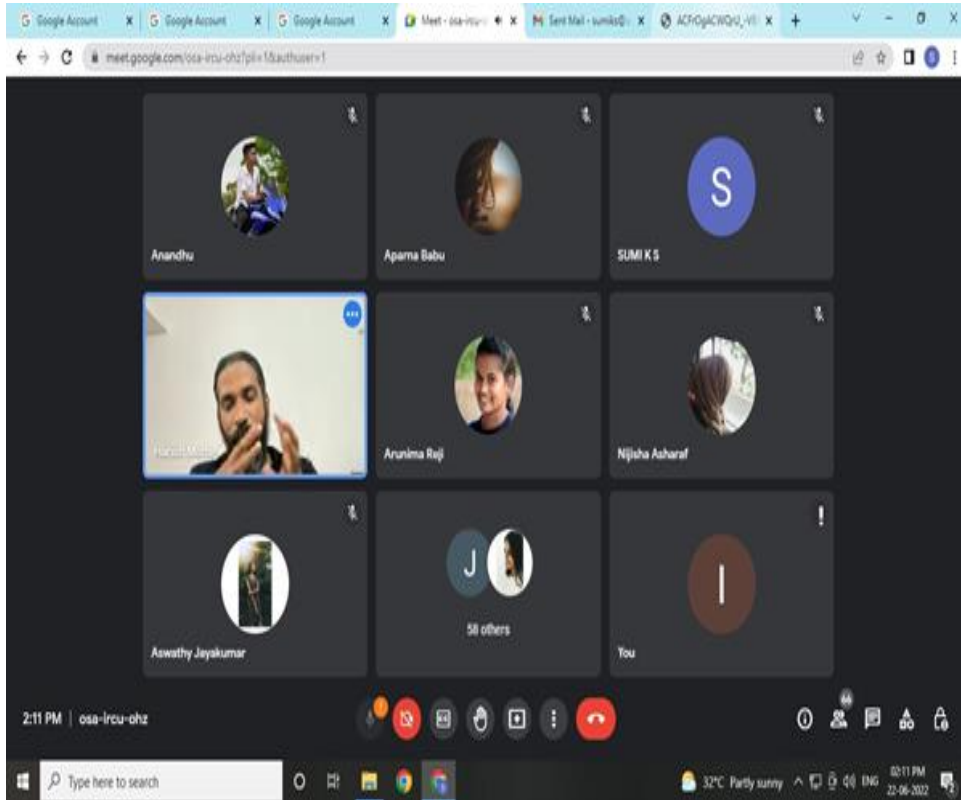 Google Account
Google Account
Google Account
Meet - osa-ircu-
Sent Mail - sumiks@
meet.google.com/osa-ircu-ohz?pli=1&authuser=1
Anandhu
Aparna Babu
S
SUMI K S
Arunima Reji
Nijisha Asharaf
Aswathy Jayakumar
J
58 others
I
You
2:11 PM | osa-ircu-ohz
66
Type here to search
32°C Partly sunny
ENG
02:11 PM
22-06-2022